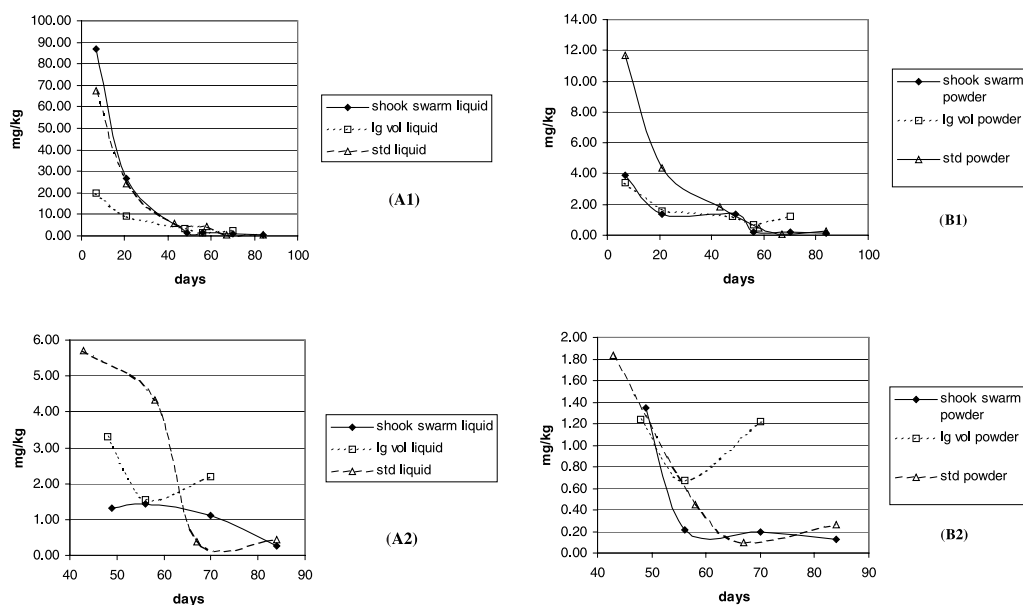 100.00
90.00
80.00
70.00
60.00
50.00
40.00
30.00
20.00
10.00
0.00
mg/kg
0 20 40 60 80 100
days
shook swarm liquid
lg vol liquid
std liquid
(A1)
14.00
12.00
10.00
8.00
6.00
4.00
2.00
0.00
mg/kg
0 20 40 60 80 100
days
shook swarm
powder
lg vol powder
std powder
(B1)
6.00
5.00
4.00
3.00
2.00
1.00
0.00
mg/kg
40 50 60 70 80 90
days
shook swarm liquid
lg vol liquid
std liquid
(A2)
2.00
1.80
1.60
1.40
1.20
1.00
0.80
0.60
0.40
0.20
0.00
mg/kg
40 50 60 70 80 90
days
shook swarm
powder
lg vol powder
std powder
(B2)